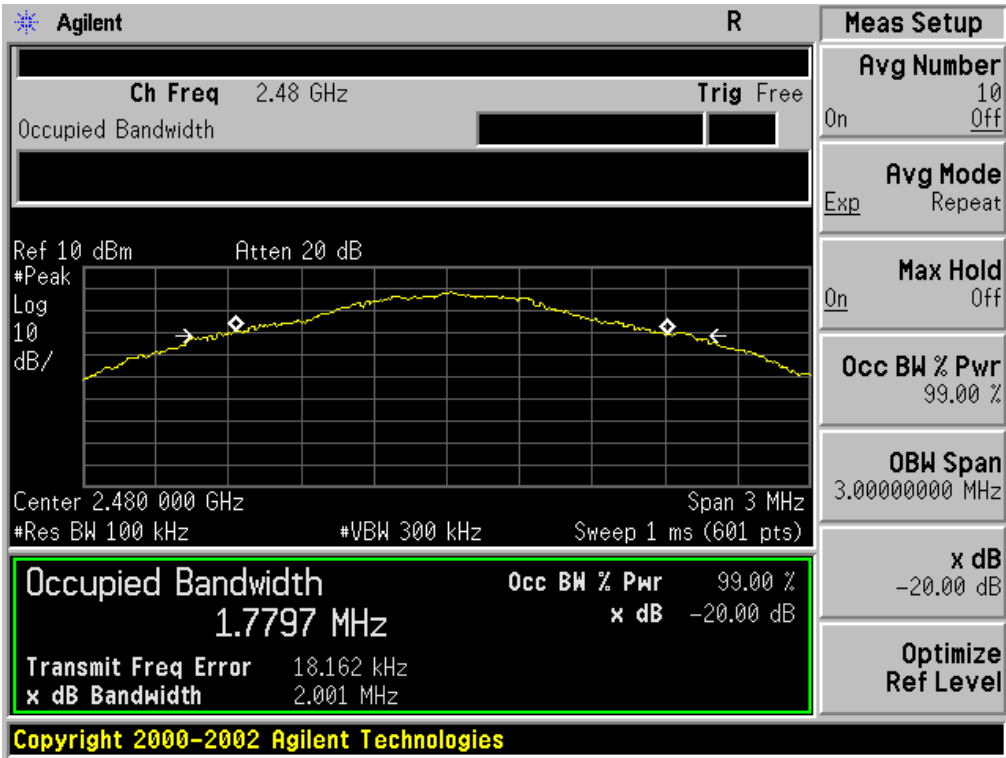 Agilent R
Ch Freq 2.48 GHz Trig Free
Occupied Bandwidth
Ref 10 dBm Atten 20 dB
#Peak
Log
10
dB/
Center 2.480 000 GHz Span 3 MHz
#Res BW 100 kHz #VBW 300 kHz Sweep 1 ms (601 pts)
Occupied Bandwidth Occ BW % Pwr 99.00 %
1.7797 MHz x dB -20.00 dB
Transmit Freq Error 18.162 kHz
x dB Bandwidth 2.001 MHz
Copyright 2000-2002 Agilent Technologies
Meas Setup
Avg Number
10
On Off
Avg Mode
Exp Repeat
Max Hold
On Off
Occ BW % Pwr
99.00 %
OBW Span
3.00000000 MHz
x dB
-20.00 dB
Optimize
Ref Level